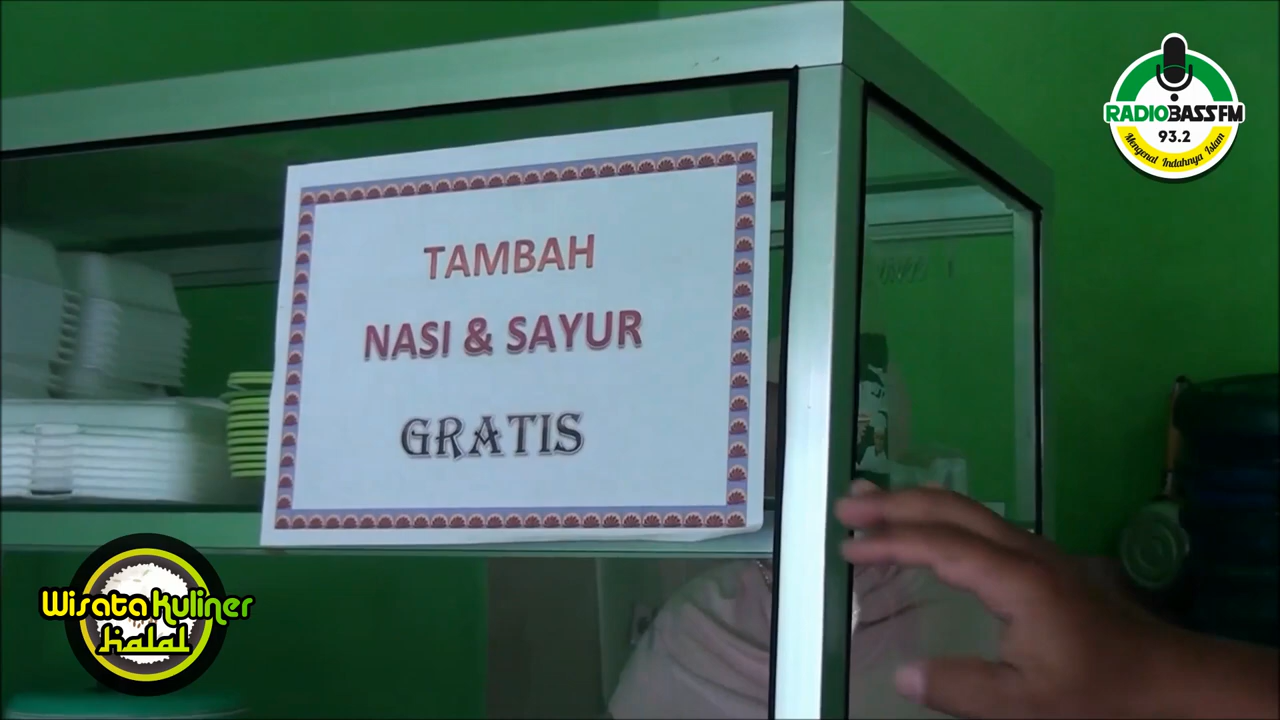 RADIOBASSFM
93.2
Mengenal Indahnya Islam
TAMBAH
NASI & SAYUR
GRATIS
Wisata Kuliner
Halal